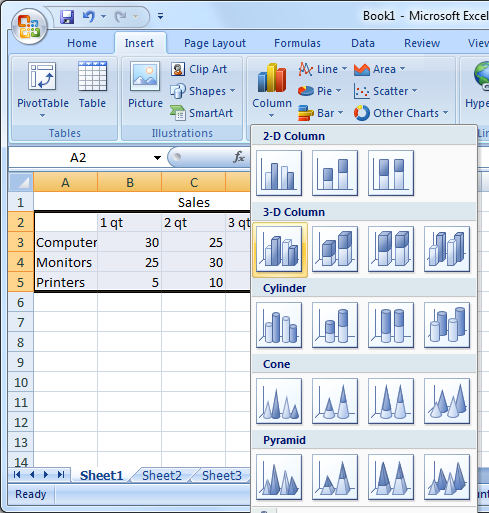 Book1 - Microsoft Excel
Home Insert Page Layout Formulas Data Review View
PivotTable Table
Tables
Picture
Clip Art
Shapes
SmartArt
Illustrations
Column
Line
Pie
Bar
Area
Scatter
Other Charts
A2
fx
A B C
1 Sales
2 1 qt 2 qt 3 qt
3 Computer 30 25
4 Monitors 25 30
5 Printers 5 10
6
7
8
9
10
11
12
13
14
2-D Column
3-D Column
Cylinder
Cone
Pyramid
Sheet1 Sheet2 Sheet3
Ready